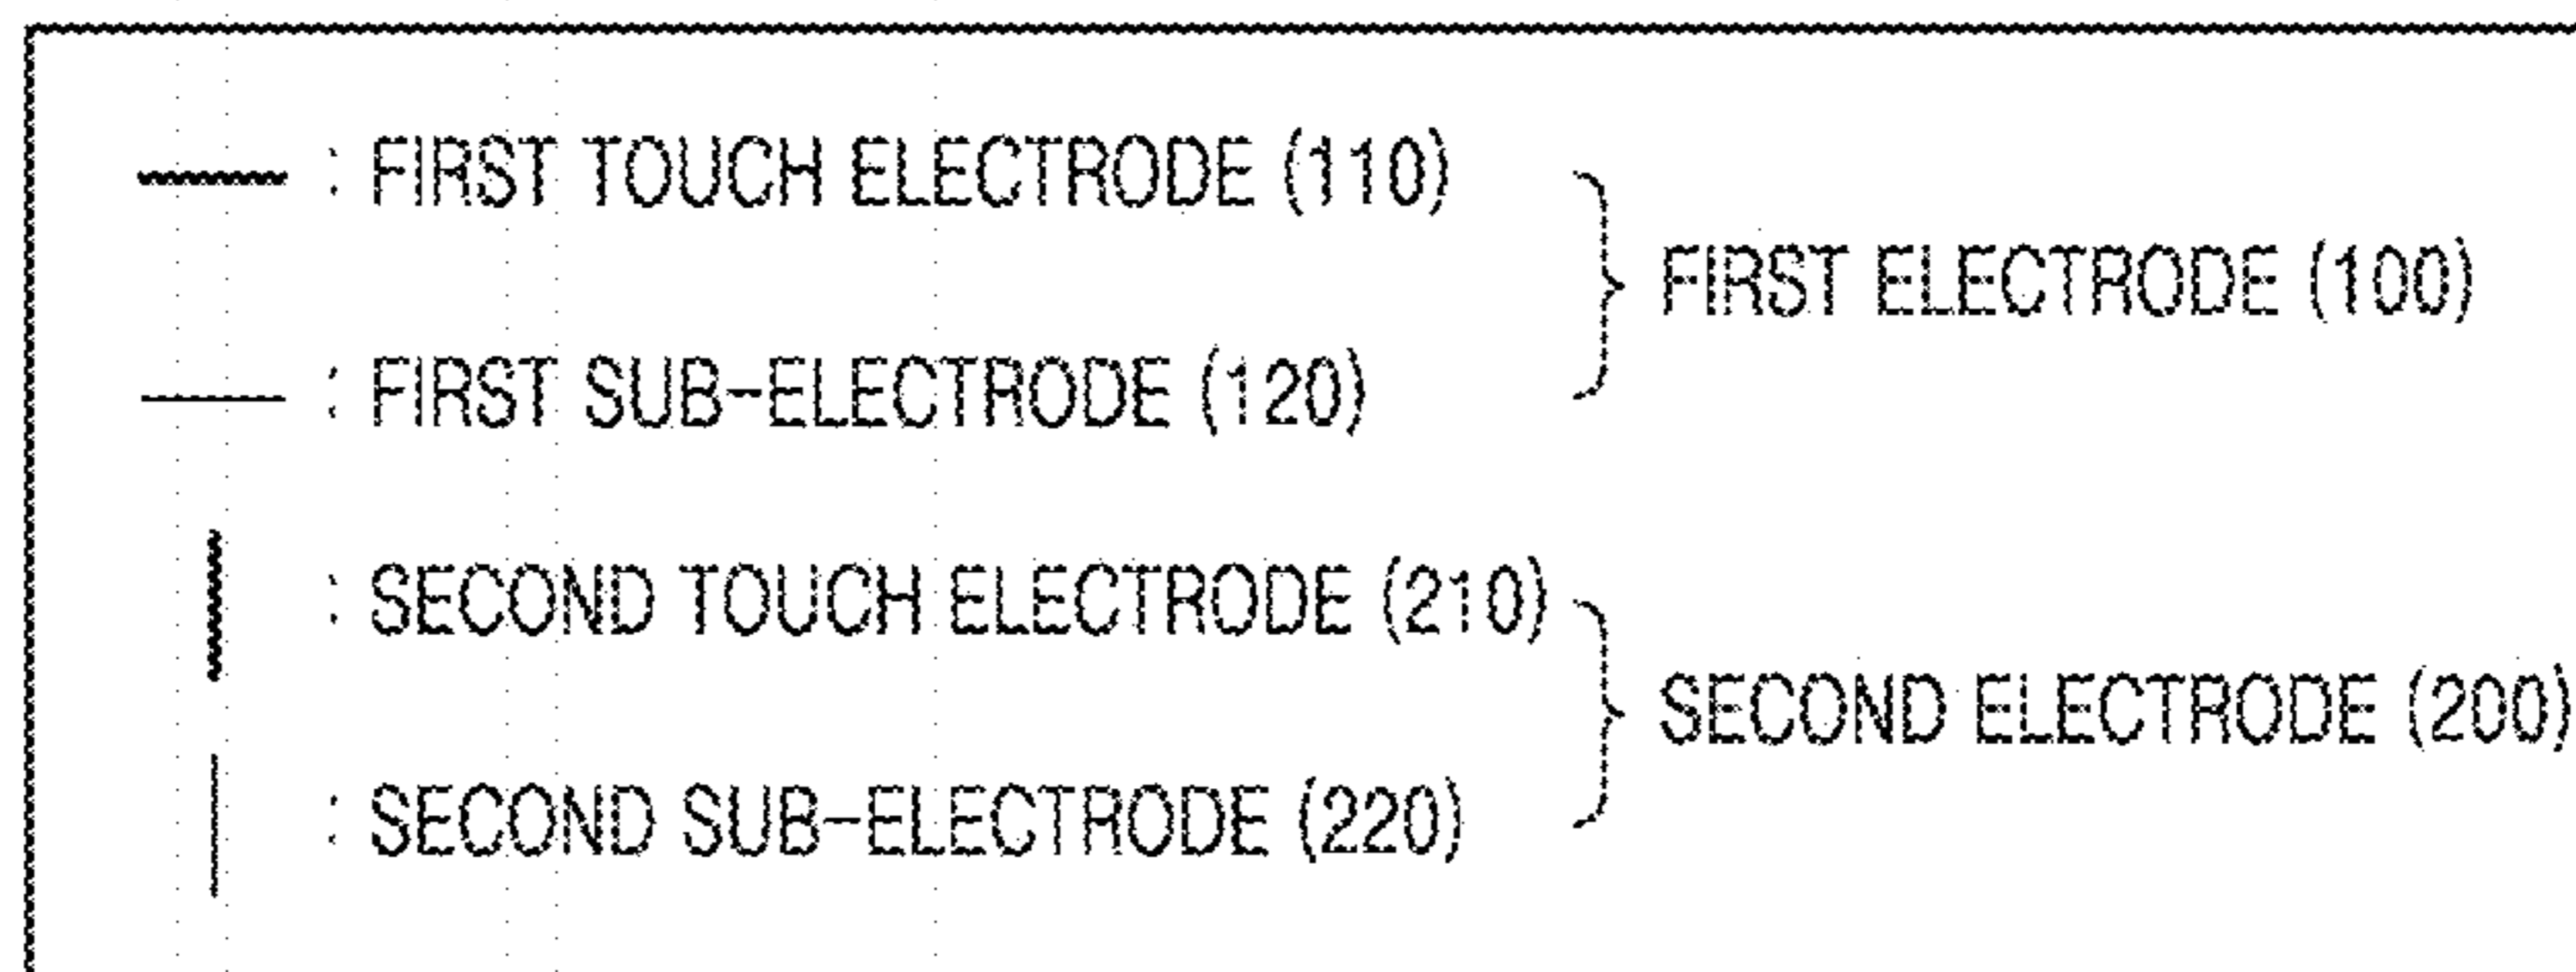 : FIRST TOUCH ELECTRODE (110)
FIRST ELECTRODE (100)
: FIRST SUB-ELECTRODE (120)
: SECOND TOUCH ELECTRODE (210)
SECOND ELECTRODE (200)
: SECOND SUB-ELECTRODE (220)